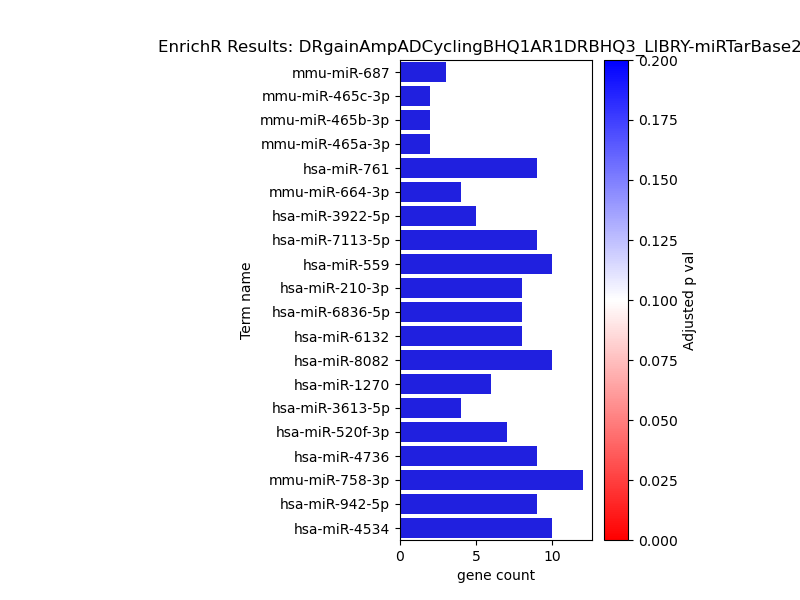 EnrichR Results: DRgainAmpADCyclingBHQ1AR1DRBHQ3_LIBRY-miRTarBase2
mmu-miR-687
mmu-miR-465c-3p
mmu-miR-465b-3p
mmu-miR-465a-3p
hsa-miR-761
mmu-miR-664-3p
hsa-miR-3922-5p
hsa-miR-7113-5p
hsa-miR-559
hsa-miR-210-3p
hsa-miR-6836-5p
hsa-miR-6132
hsa-miR-8082
hsa-miR-1270
hsa-miR-3613-5p
hsa-miR-520f-3p
hsa-miR-4736
mmu-miR-758-3p
hsa-miR-942-5p
hsa-miR-4534
Term name
0 5 10
gene count
0.200
0.175
0.150
0.125
0.100
0.075
0.050
0.025
0.000
Adjusted p val